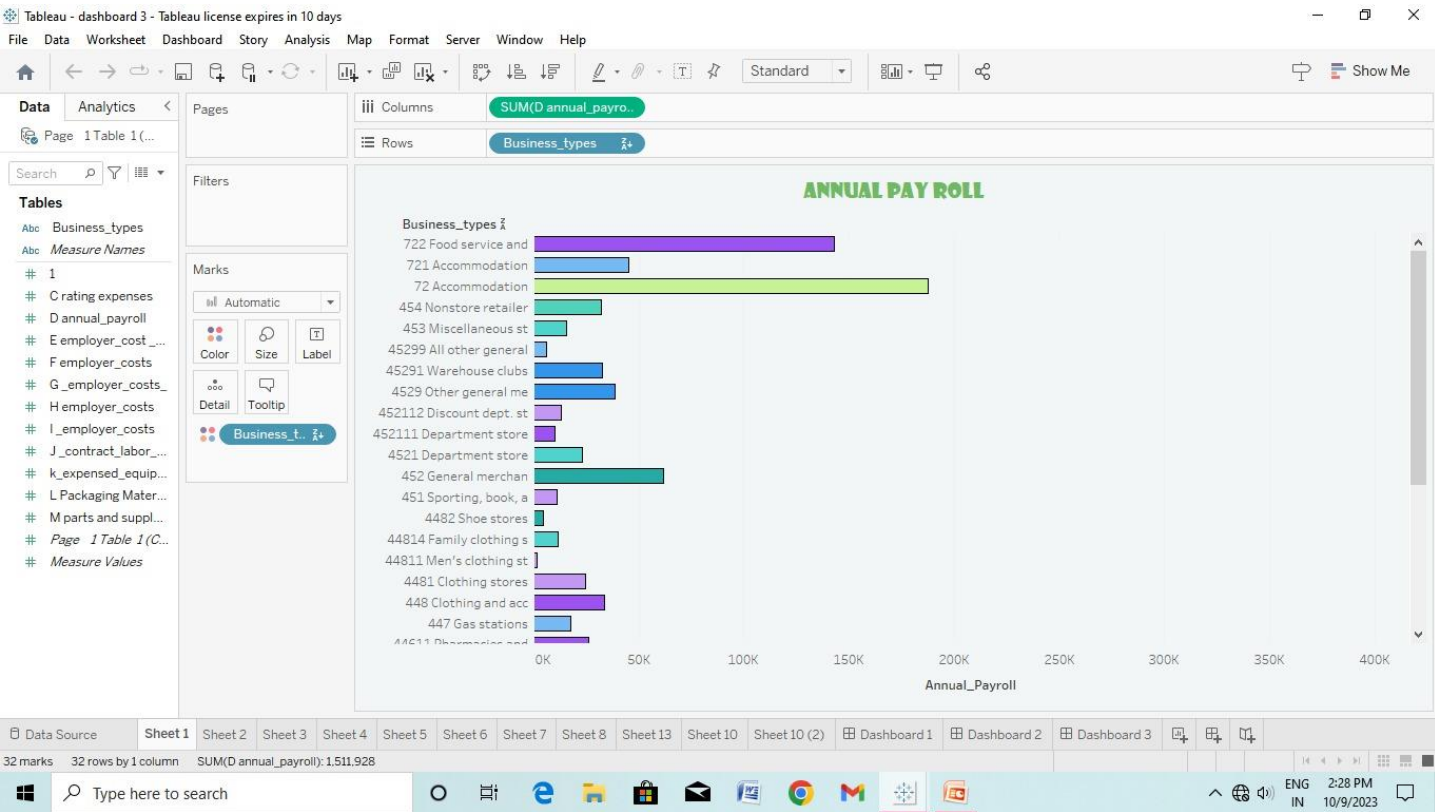 Tableau - dashboard 3 - Tableau license expires in 10 days
File Data Worksheet Dashboard Story Analysis Map Format Server Window Help
Standard
Show Me
Data Analytics
Page 1 Table 1 (...
Search
Tables
Abc Business_types
Abc Measure Names
# 1
# C rating expenses
# D annual_payroll
# E employer_cost _...
# F employer_costs
# G _employer_costs_
# H employer_costs
# I _employer_costs
# J _contract_labor_...
# k_expensed_equip...
# L Packaging Mater...
# M parts and suppl...
# Page 1 Table 1 (C...
# Measure Values
Pages
Filters
Marks
Automatic
Color Size Label
Detail Tooltip
Business_t..
Columns SUM(D annual_payro..
Rows Business_types
ANNUAL PAY ROLL
Business_types
722 Food service and
721 Accommodation
72 Accommodation
454 Nonstore retailer
453 Miscellaneous st
45299 All other general
45291 Warehouse clubs
4529 Other general me
452112 Discount dept. st
452111 Department store
4521 Department store
452 General merchan
451 Sporting, book, a
4482 Shoe stores
44814 Family clothing s
44811 Men's clothing st
4481 Clothing stores
448 Clothing and acc
447 Gas stations
44611 Pharmacies and
0K 50K 100K 150K 200K 250K 300K 350K 400K
Annual_Payroll
Data Source Sheet 1 Sheet 2 Sheet 3 Sheet 4 Sheet 5 Sheet 6 Sheet 7 Sheet 8 Sheet 13 Sheet 10 Sheet 10 (2) Dashboard 1 Dashboard 2 Dashboard 3
32 marks 32 rows by 1 column SUM(D annual_payroll): 1,511,928
Type here to search
ENG 2:28 PM
IN 10/9/2023